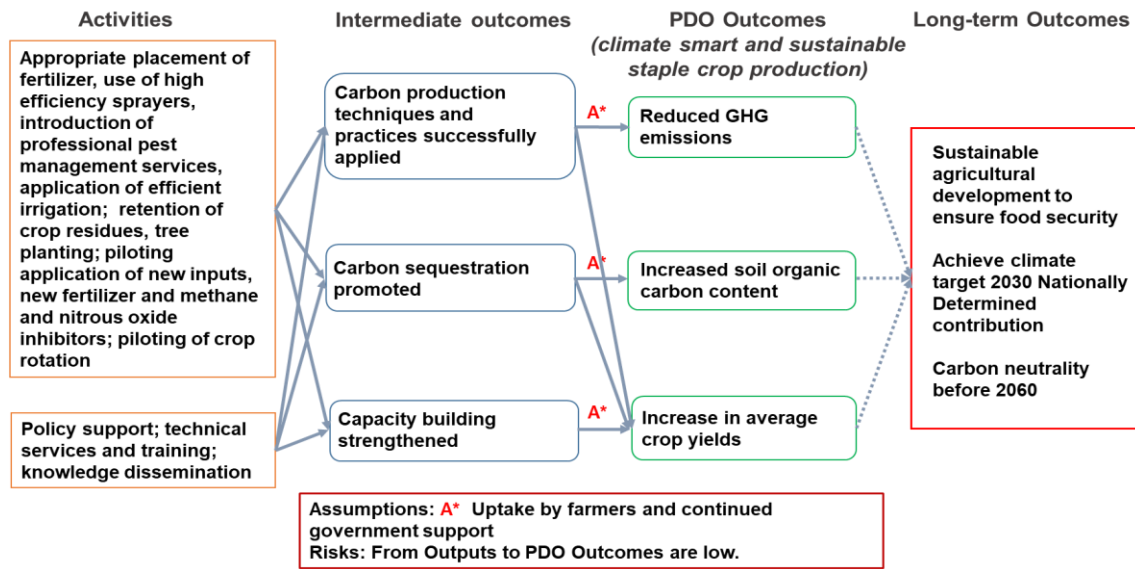 Activities
Appropriate placement of
fertilizer, use of high
efficiency sprayers,
introduction of
professional pest
management services,
application of efficient
irrigation;  retention of
crop residues, tree
planting; piloting
application of new inputs,
new fertilizer and methane
and nitrous oxide
inhibitors; piloting of crop
rotation
Policy support; technical
services and training;
knowledge dissemination
Intermediate outcomes
Carbon production
techniques and
practices successfully
applied
Carbon sequestration
promoted
Capacity building
strengthened
A*
A*
A*
PDO Outcomes
(climate smart and sustainable
staple crop production)
Reduced GHG
emissions
Increased soil organic
carbon content
Increase in average
crop yields
Long-term Outcomes
Sustainable
agricultural
development to
ensure food security
Achieve climate
target 2030 Nationally
Determined
contribution
Carbon neutrality
before 2060
Assumptions: A*  Uptake by farmers and continued
government support
Risks: From Outputs to PDO Outcomes are low.